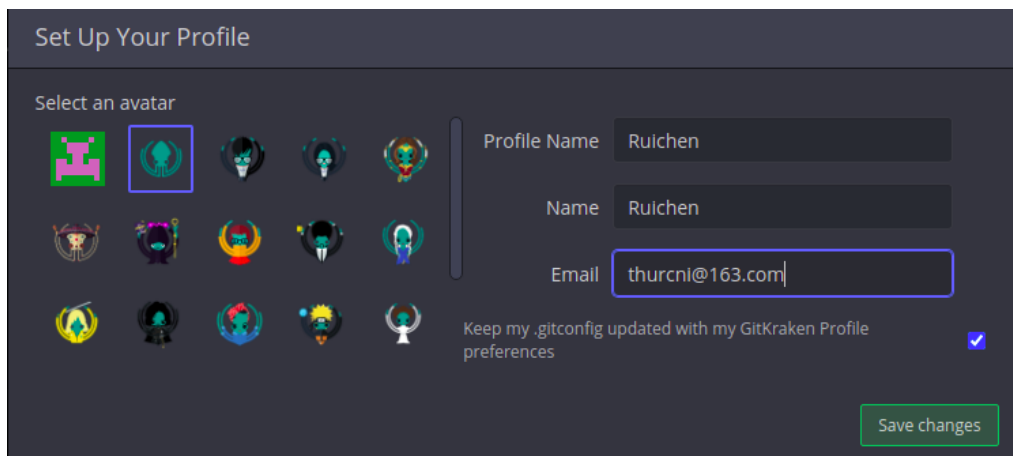 Set Up Your Profile
Select an avatar
Profile Name Ruichen
Name Ruichen
Email thurcni@163.com
Keep my .gitconfig updated with my GitKraken Profile
preferences
Save changes